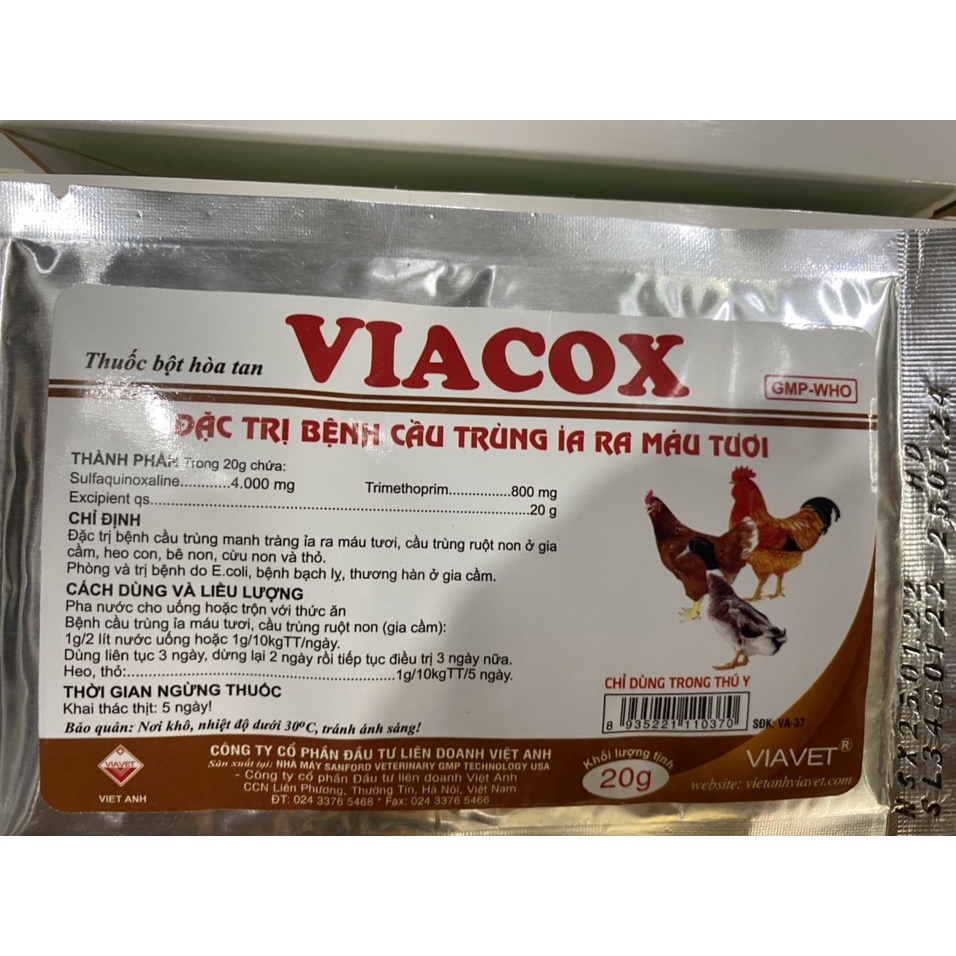 Thuốc bột hòa tan VIACOX
GMP-WHO
ĐẶC TRỊ BỆNH CẦU TRÙNG ỈA RA MÁU TƯƠI
THÀNH PHẦN Trong 20g chứa:
Sulfaquinoxaline..........4.000 mg Trimethoprim...............800 mg
Excipient qs.............................................................................20 g
CHỈ ĐỊNH
Đặc trị bệnh cầu trùng manh tràng ỉa ra máu tươi, cầu trùng ruột non ở gia
cầm, heo con, bê non, cừu non và thỏ.
Phòng và trị bệnh do E.coli, bệnh bạch lỵ, thương hàn ở gia cầm.
CÁCH DÙNG VÀ LIỀU LƯỢNG
Pha nước cho uống hoặc trộn với thức ăn
Bệnh cầu trùng ỉa máu tươi, cầu trùng ruột non (gia cầm):
1g/2 lít nước uống hoặc 1g/10kgTT/ngày.
Dùng liên tục 3 ngày, dừng lại 2 ngày rồi tiếp tục điều trị 3 ngày nữa.
Heo, thỏ:..................................................1g/10kgTT/5 ngày.
THỜI GIAN NGỪNG THUỐC
Khai thác thịt: 5 ngày!
Bảo quản: Nơi khô, nhiệt độ dưới 30ºC, tránh ánh sáng!
CHỈ DÙNG TRONG THÚ Y
8 935221 110370
SĐK: VA-37
VIAVET
VIET ANH
CÔNG TY CỔ PHẦN ĐẦU TƯ LIÊN DOANH VIỆT ANH
Sản xuất tại: NHÀ MÁY SANFORD VETERINARY GMP TECHNOLOGY USA
- Công ty cổ phần Đầu tư liên doanh Việt Anh
CCN Liên Phương, Thường Tín, Hà Nội, Việt Nam
ĐT: 024 3376 5468 * Fax: 024 3376 5466
Khối lượng tịnh
20g
VIAVET®
website: vietanhviavet.com
NSX250122 HD 250124
SL34601